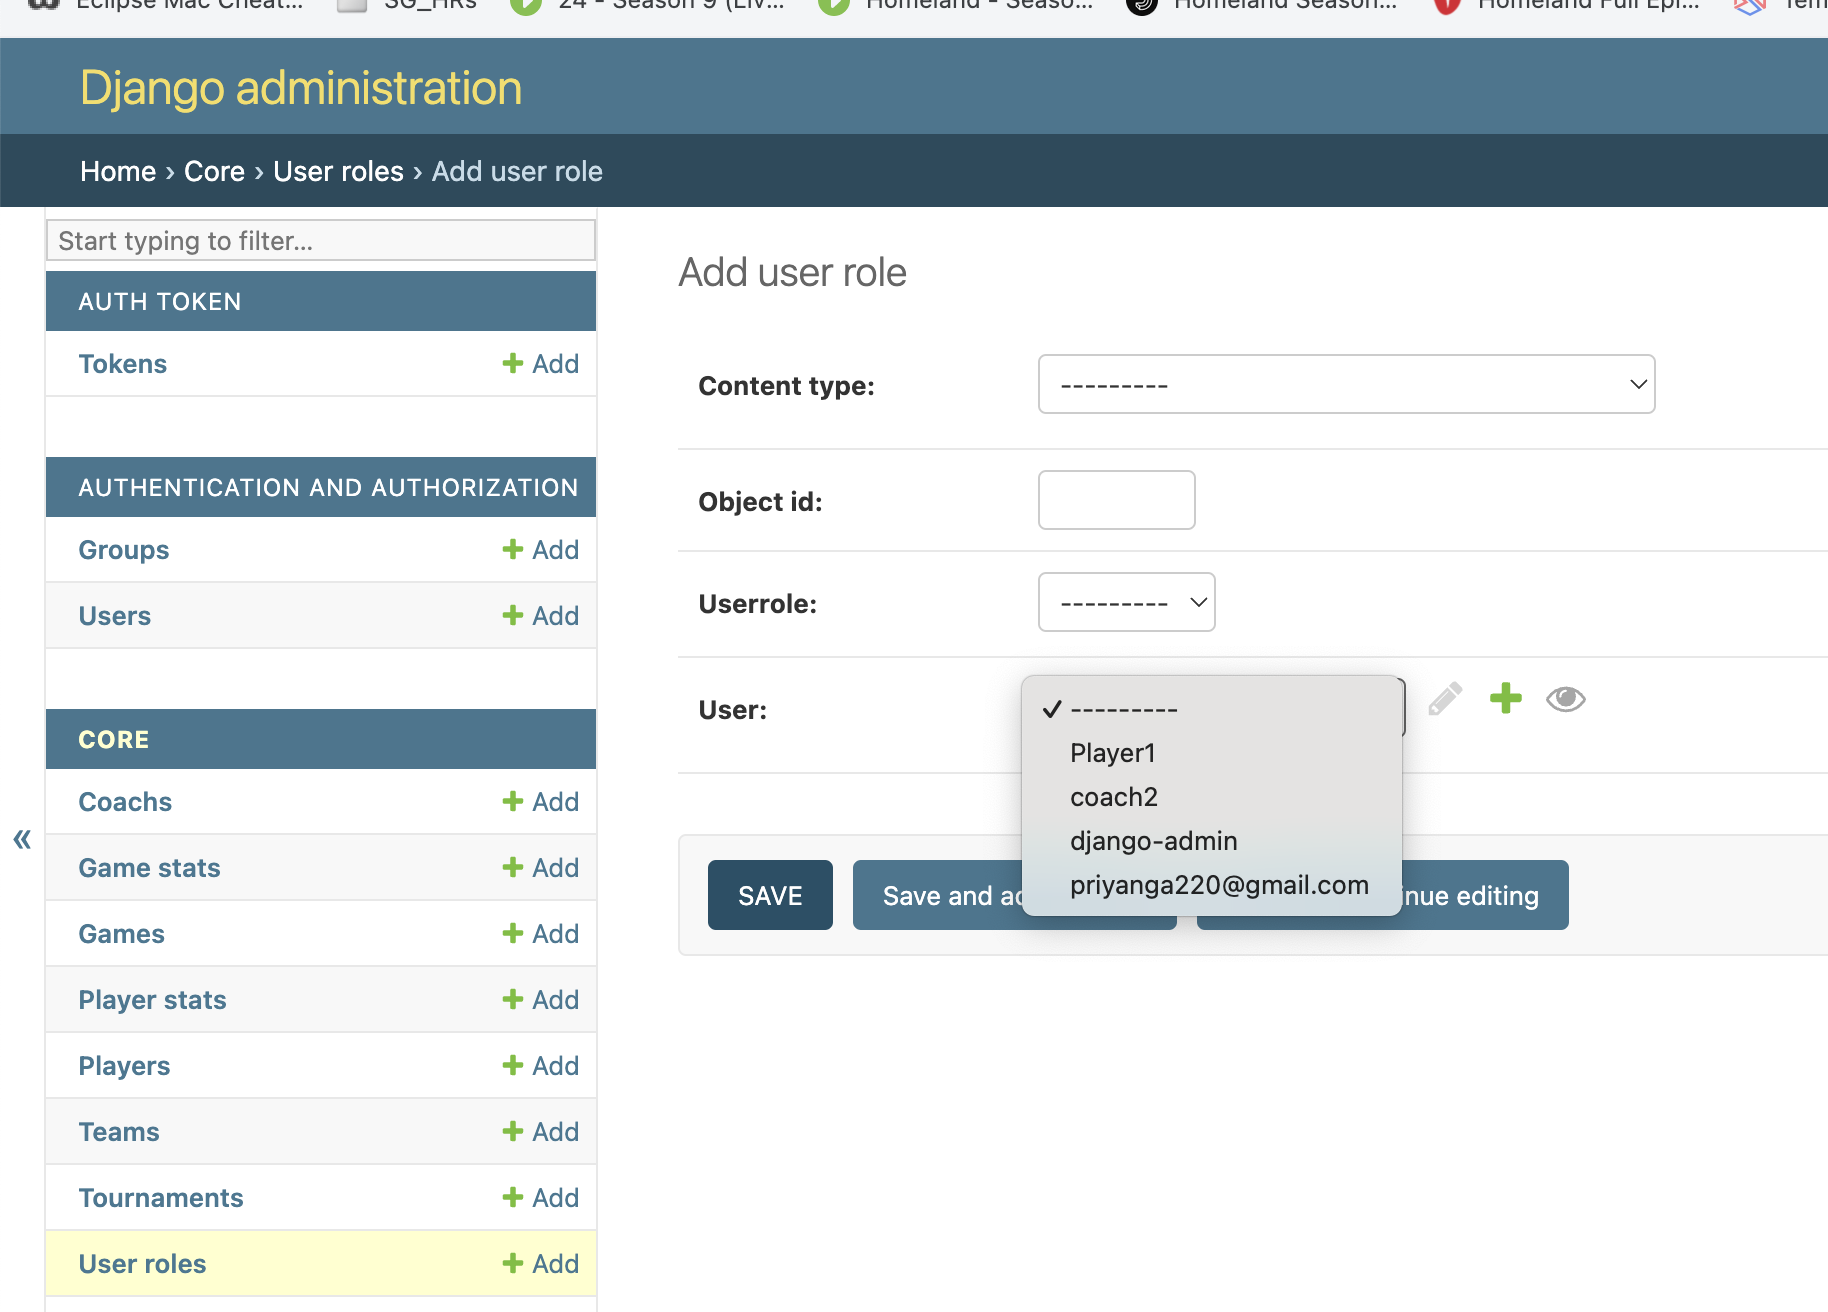 Eclipse Mac Cheat...
SG_HRs
24 - Season 9 (Liv...
Homeland - Seaso...
Homeland Season...
Homeland Full Epi...
Django administration
Home › Core › User roles › Add user role
Start typing to filter...
AUTH TOKEN
Tokens
Add
AUTHENTICATION AND AUTHORIZATION
Groups
Add
Users
Add
CORE
Coachs
Add
Game stats
Add
Games
Add
Player stats
Add
Players
Add
Teams
Add
Tournaments
Add
User roles
Add
«
Add user role
Content type:
---------
Object id:
Userrole:
---------
User:
✓ ---------
Player1
coach2
django-admin
priyanga220@gmail.com
SAVE
Save and
nue editing